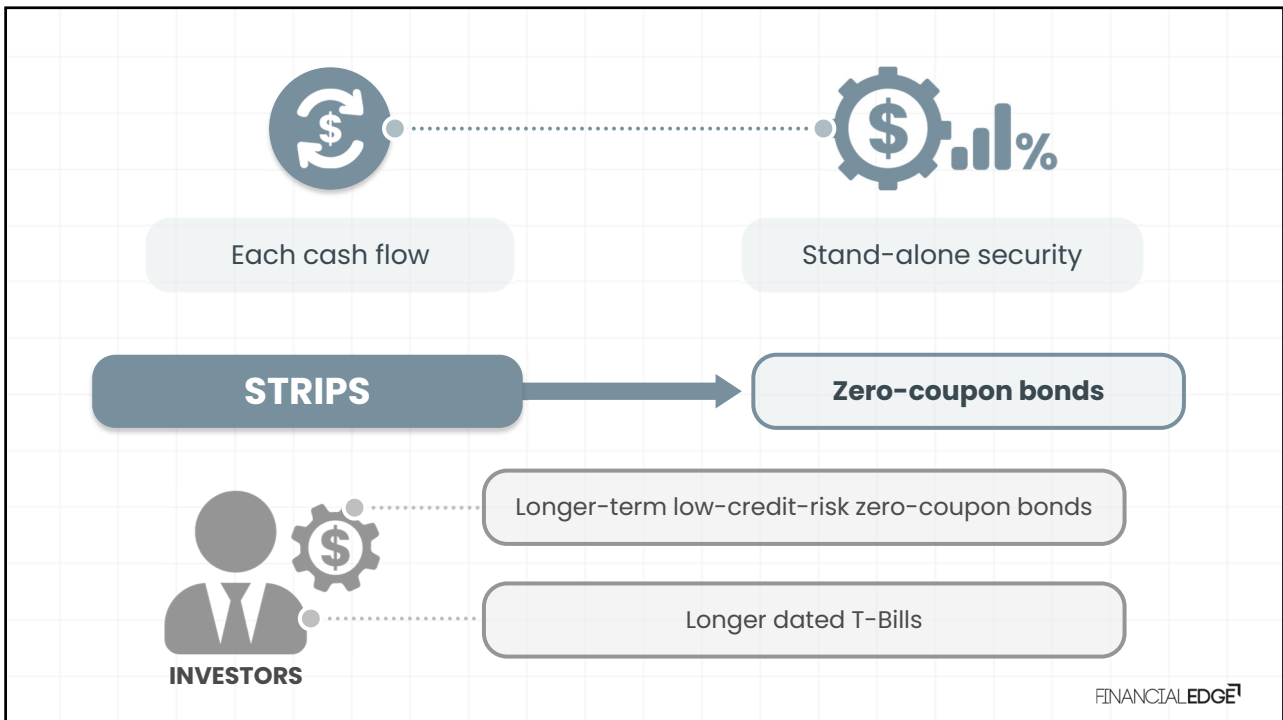 $
$
%
Each cash flow
Stand-alone security
STRIPS
Zero-coupon bonds
Longer-term low-credit-risk zero-coupon bonds
$
Longer dated T-Bills
INVESTORS
FINANCIALEDGE